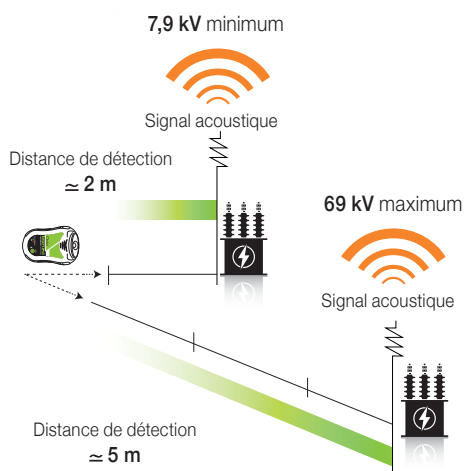 7,9 kV minimum
Signal acoustique
Distance de détection
≃ 2 m
69 kV maximum
Signal acoustique
Distance de détection
≃ 5 m